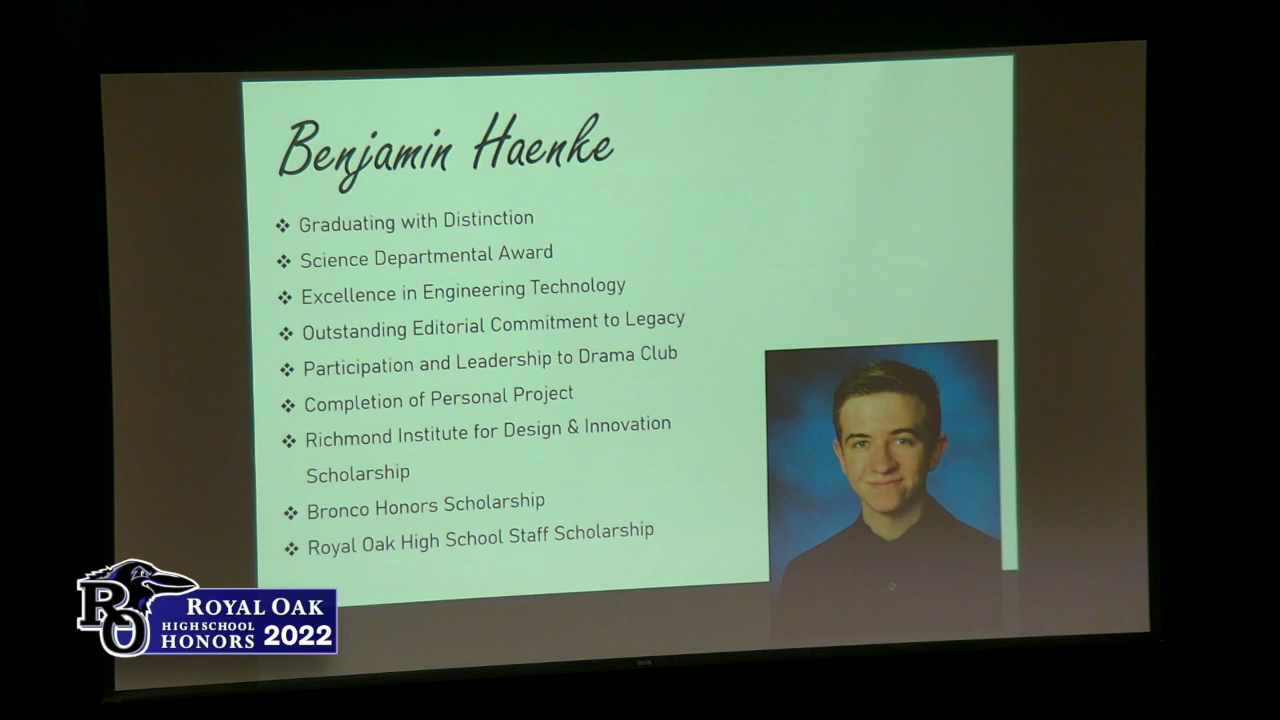 Benjamin Haenke
❖ Graduating with Distinction
❖ Science Departmental Award
❖ Excellence in Engineering Technology
❖ Outstanding Editorial Commitment to Legacy
❖ Participation and Leadership to Drama Club
❖ Completion of Personal Project
❖ Richmond Institute for Design & Innovation
Scholarship
❖ Bronco Honors Scholarship
❖ Royal Oak High School Staff Scholarship
RO
ROYAL OAK
HIGH SCHOOL
HONORS 2022